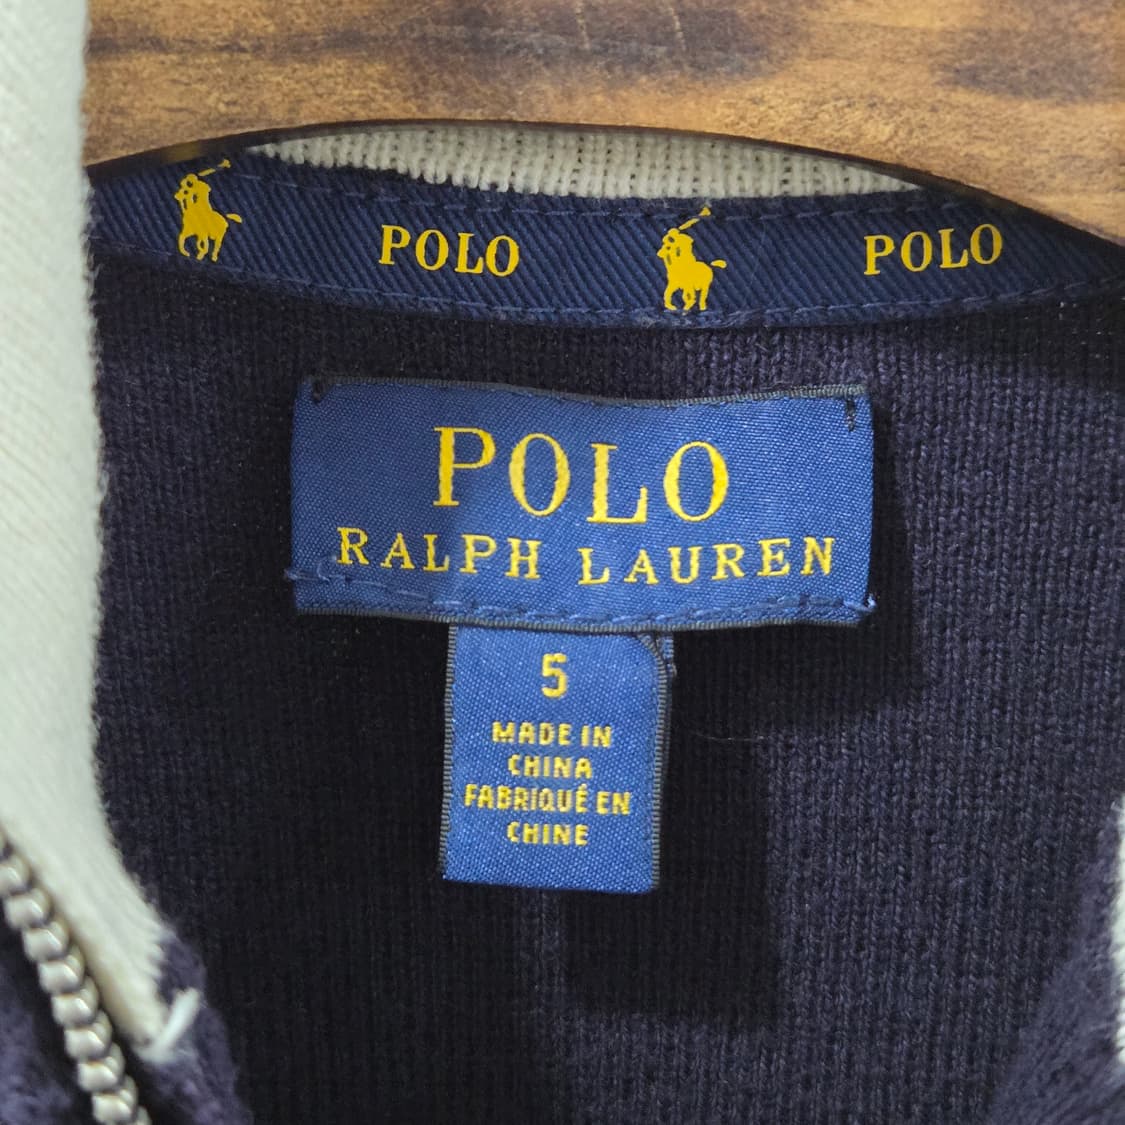 POLO POLO
POLO
RALPH LAUREN
5
MADE IN
CHINA
FABRIQUÉ EN
CHINE